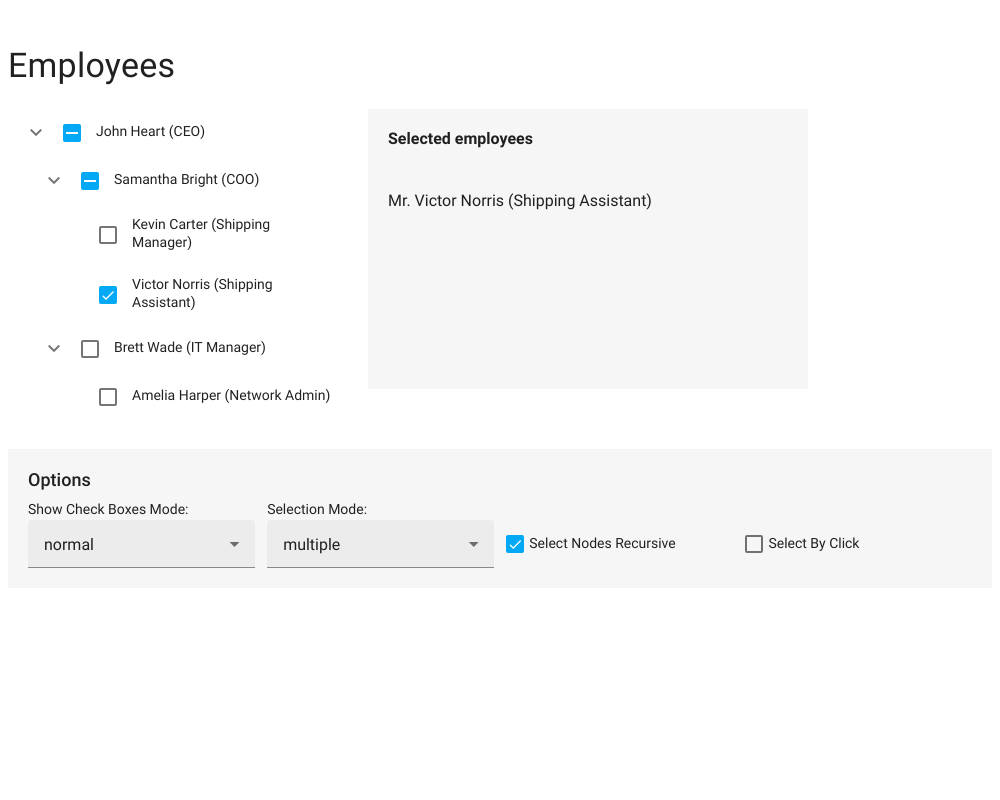 Employees
John Heart (CEO)
Samantha Bright (COO)
Kevin Carter (Shipping
Manager)
Victor Norris (Shipping
Assistant)
Brett Wade (IT Manager)
Amelia Harper (Network Admin)
Selected employees
Mr. Victor Norris (Shipping Assistant)
Options
Show Check Boxes Mode:
normal
Selection Mode:
multiple
Select Nodes Recursive
Select By Click